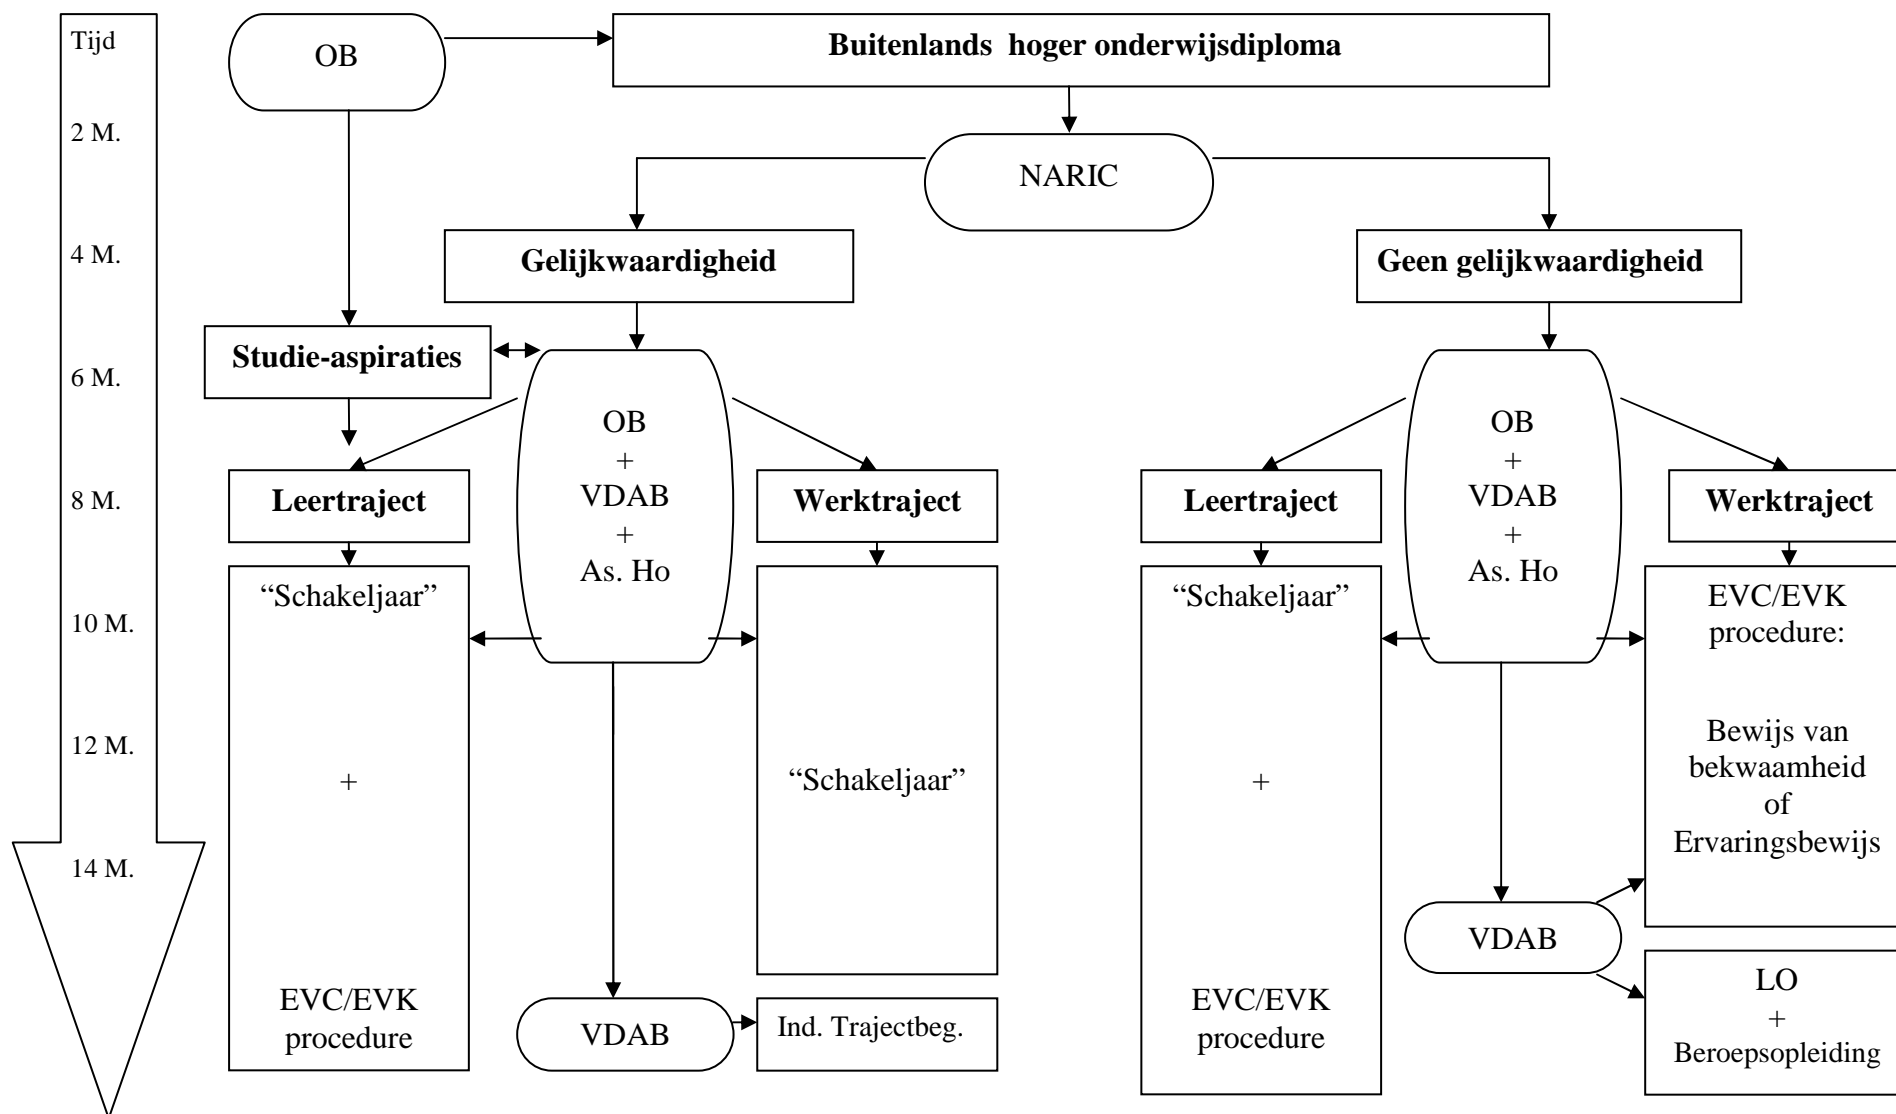 Tijd
OB
Buitenlands hoger onderwijsdiploma
2 M.
NARIC
4 M.
Gelijkwaardigheid
Geen gelijkwaardigheid
Studie-aspiraties
6 M.
OB
+
VDAB
+
As. Ho
OB
+
VDAB
+
As. Ho
8 M.
Leertraject
Werktraject
Leertraject
Werktraject
“Schakeljaar”
+
EVC/EVK
procedure
“Schakeljaar”
“Schakeljaar”
+
EVC/EVK
procedure
EVC/EVK
procedure:
Bewijs van
bekwaamheid
of
Ervaringsbewijs
10 M.
12 M.
14 M.
VDAB
Ind. Trajectbeg.
VDAB
LO
+
Beroepsopleiding